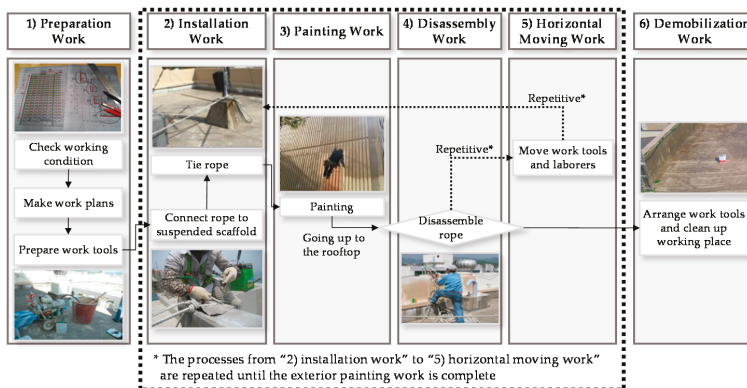 1) Preparation
Work
2) Installation
Work
3) Painting Work
4) Disassembly
Work
5) Horizontal
Moving Work
6) Demobilization
Work
Check working
condition
Make work plans
Prepare work tools
Tie rope
Connect rope to
suspended scaffold
Painting
Going up to
the rooftop
Repetitive*
Repetitive*
Disassemble
rope
Move work tools
and laborers
Arrange work tools
and clean up
working place
* The processes from “2) installation work” to “5) horizontal moving work”
are repeated until the exterior painting work is complete